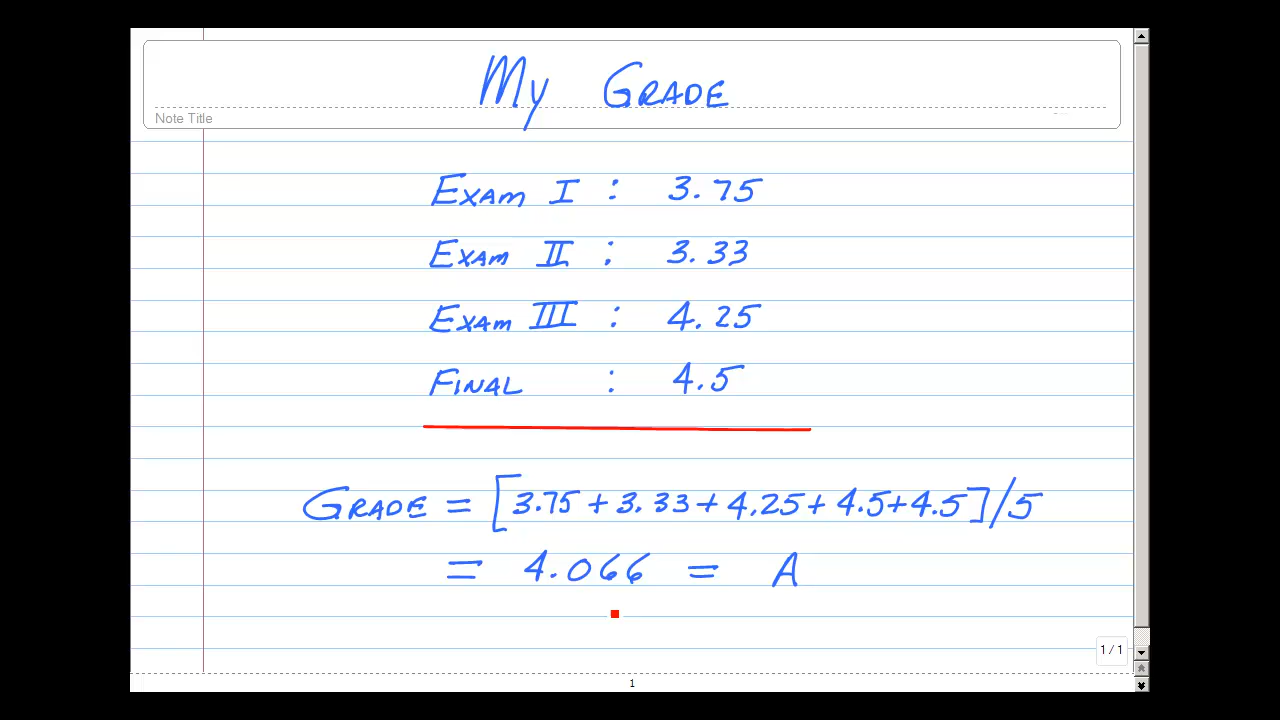 My GRADE
Note Title
EXAM I : 3.75
EXAM II : 3.33
EXAM III : 4.25
FINAL : 4.5
GRADE = [3.75+3.33+4.25+4.5+4.5]/5
= 4.066 = A
1/1
1